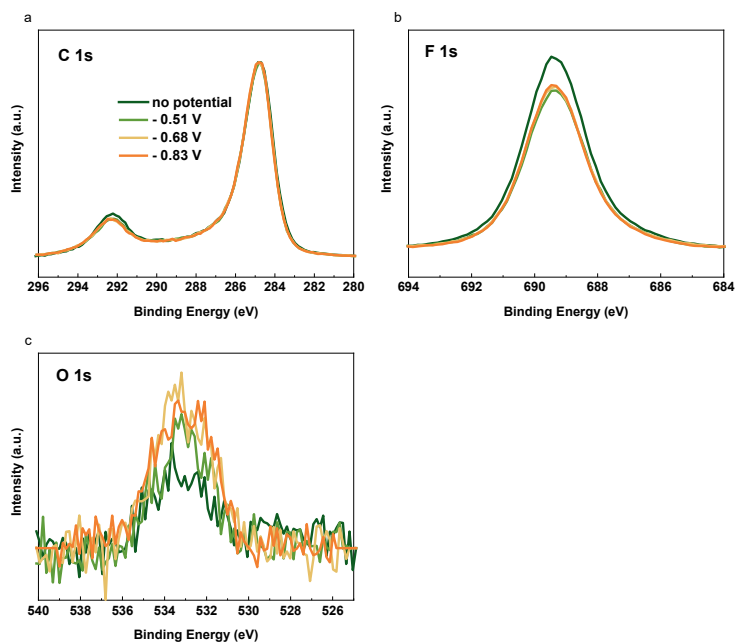 a
C 1s
no potential
- 0.51 V
- 0.68 V
- 0.83 V
Intensity (a.u.)
296 294 292 290 288 286 284 282 280
Binding Energy (eV)
b
F 1s
Intensity (a.u.)
694 692 690 688 686 684
Binding Energy (eV)
c
O 1s
Intensity (a.u.)
540 538 536 534 532 530 528 526
Binding Energy (eV)